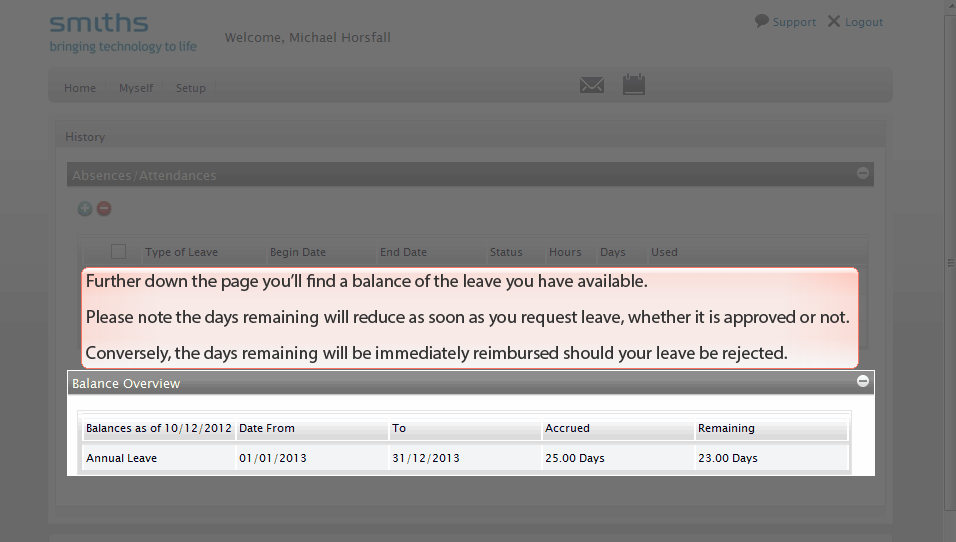 smiths
bringing technology to life
Welcome, Michael Horsfall
Support Logout
Home Myself Setup
History
Absences/Attendances
Type of Leave Begin Date End Date Status Hours Days Used
Further down the page you'll find a balance of the leave you have available.
Please note the days remaining will reduce as soon as you request leave, whether it is approved or not.
Conversely, the days remaining will be immediately reimbursed should your leave be rejected.
Balance Overview
Balances as of 10/12/2012 Date From To Accrued Remaining
Annual Leave 01/01/2013 31/12/2013 25.00 Days 23.00 Days